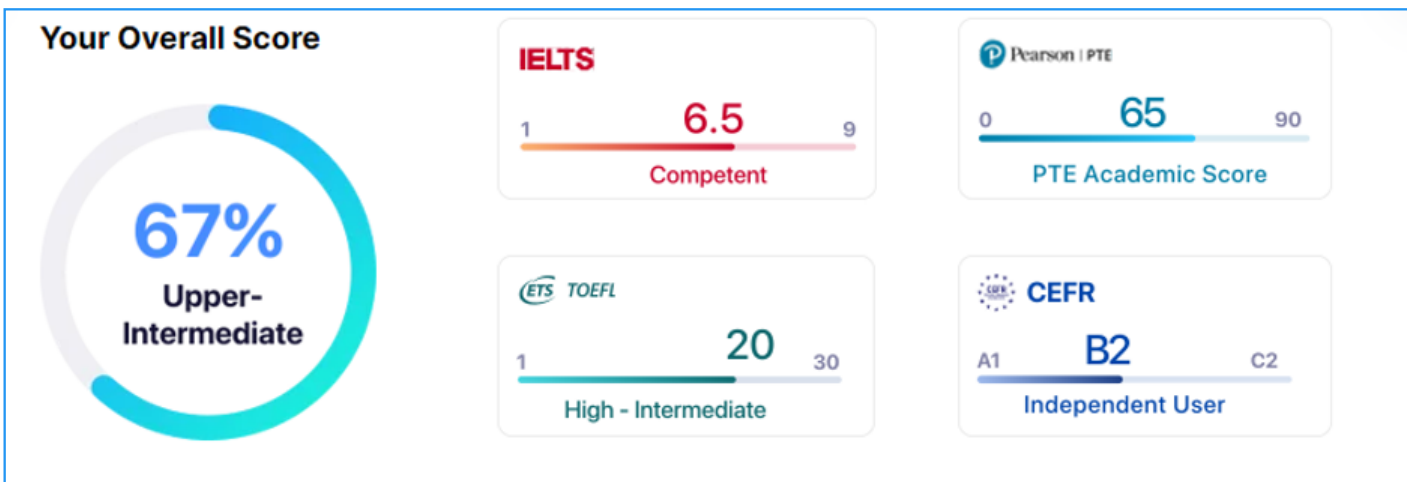 Your Overall Score
67%
Upper-
Intermediate
IELTS
1 6.5 9
Competent
Pearson | PTE
0 65 90
PTE Academic Score
ETS TOEFL
1 20 30
High - Intermediate
CEFR CEFR
A1 B2 C2
Independent User